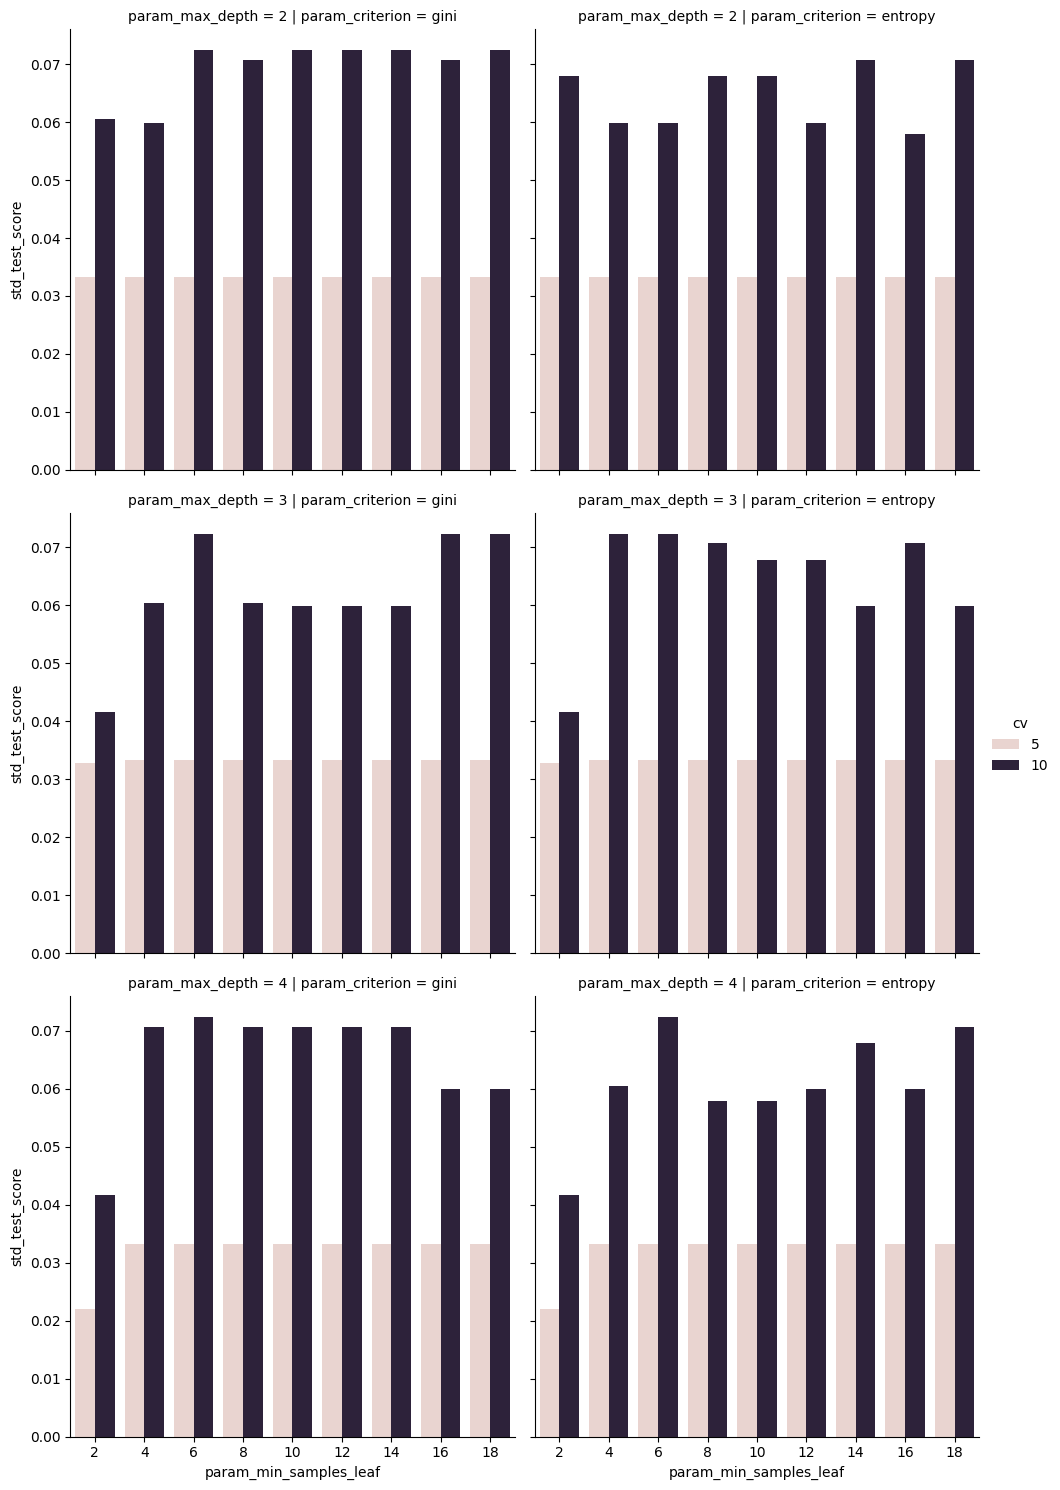 param_max_depth = 2 | param_criterion = gini
param_max_depth = 2 | param_criterion = entropy
0.07
0.06
0.05
0.04
0.03
0.02
0.01
0.00
std_test_score
param_max_depth = 3 | param_criterion = gini
param_max_depth = 3 | param_criterion = entropy
0.07
0.06
0.05
0.04
0.03
0.02
0.01
0.00
std_test_score
cv
5
10
param_max_depth = 4 | param_criterion = gini
param_max_depth = 4 | param_criterion = entropy
0.07
0.06
0.05
0.04
0.03
0.02
0.01
0.00
std_test_score
2 4 6 8 10 12 14 16 18
2 4 6 8 10 12 14 16 18
param_min_samples_leaf
param_min_samples_leaf